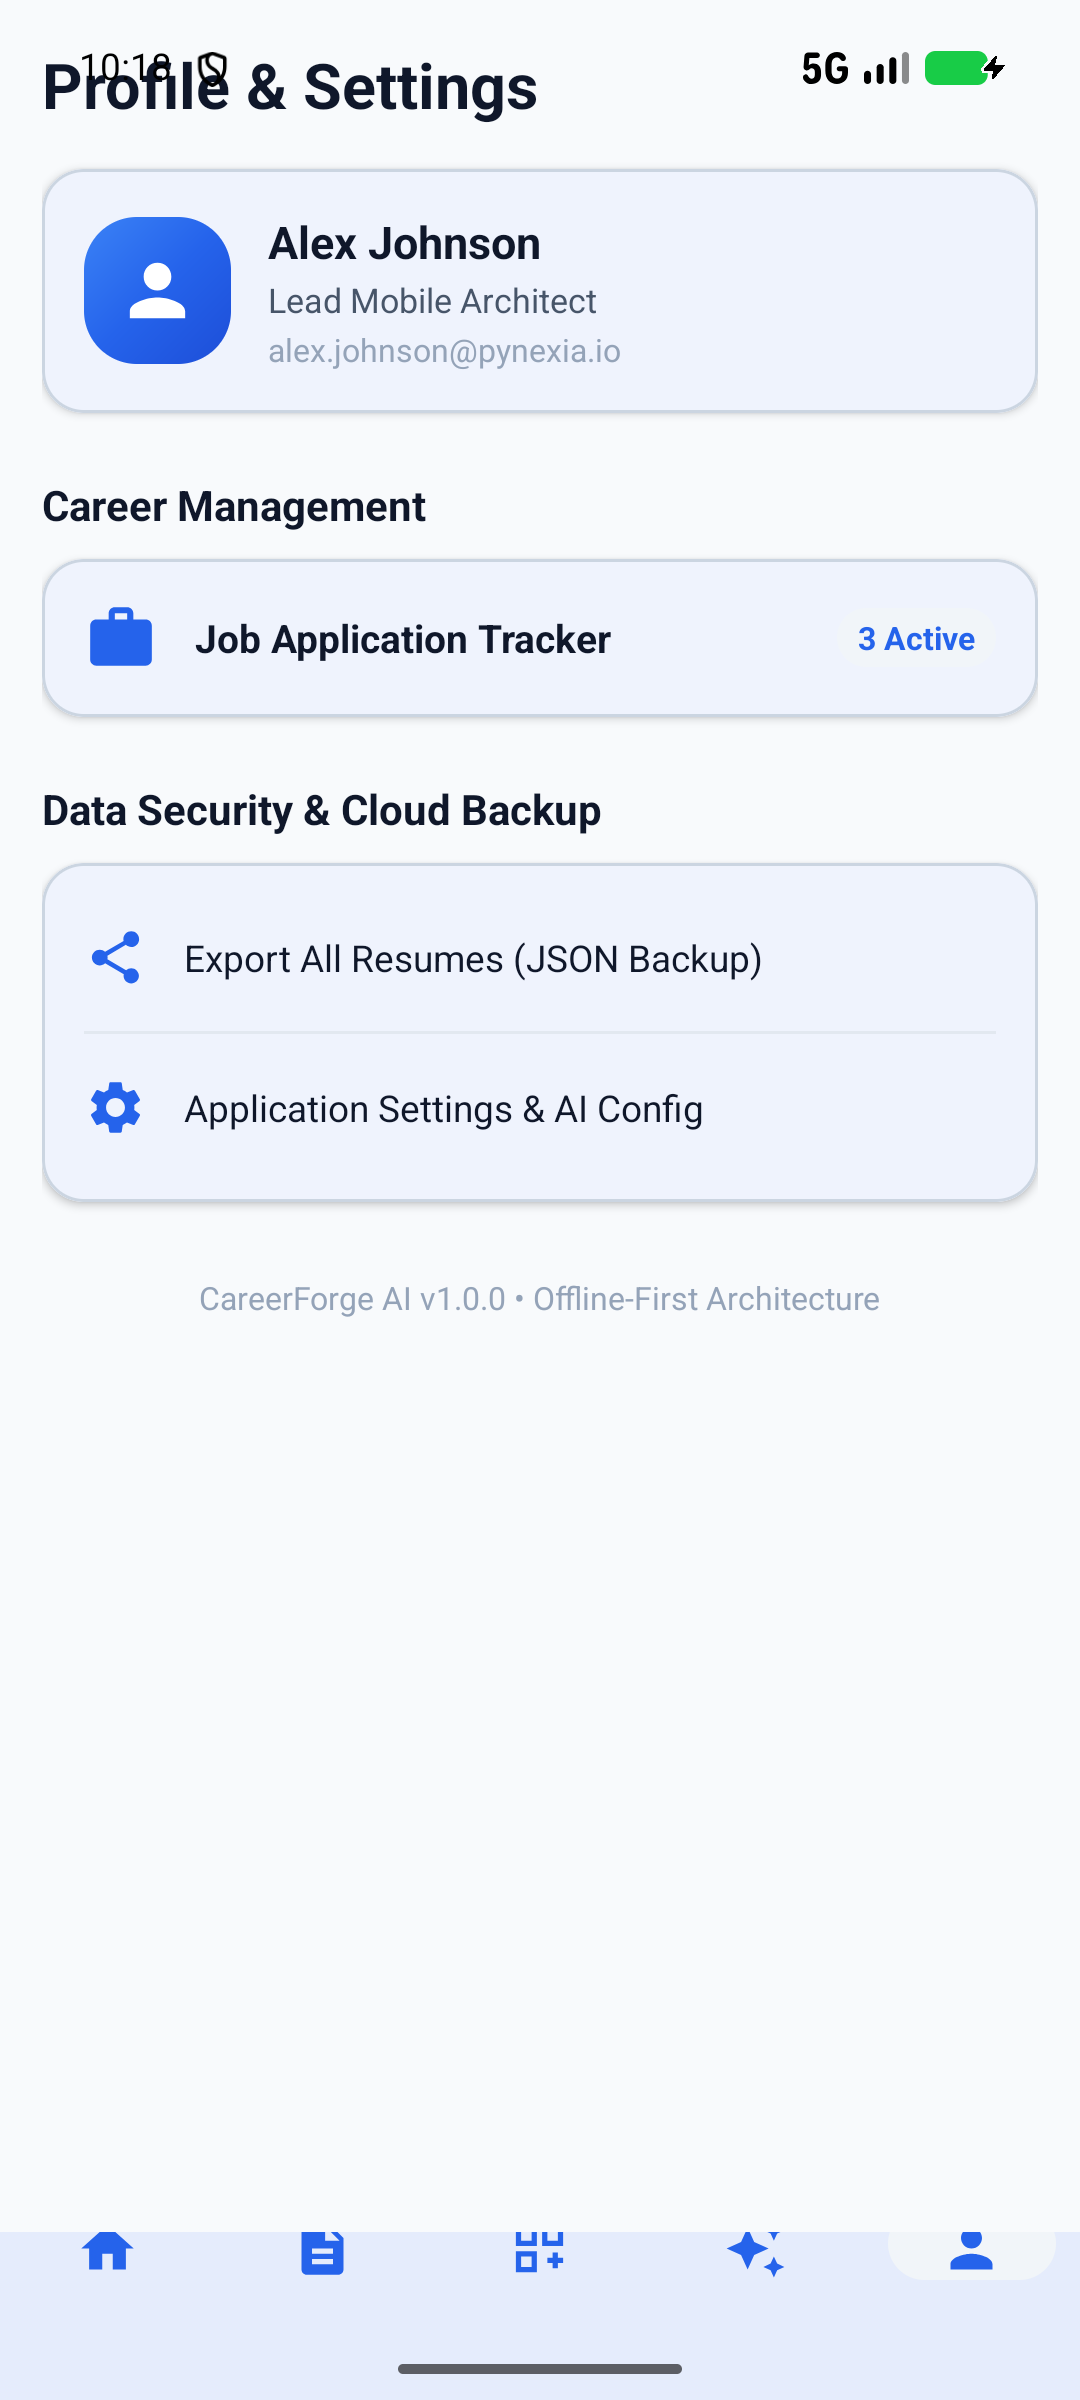 10:18
5G
Profile & Settings
Alex Johnson
Lead Mobile Architect
alex.johnson@pynexia.io
Career Management
Job Application Tracker
3 Active
Data Security & Cloud Backup
Export All Resumes (JSON Backup)
Application Settings & AI Config
CareerForge AI v1.0.0 • Offline-First Architecture